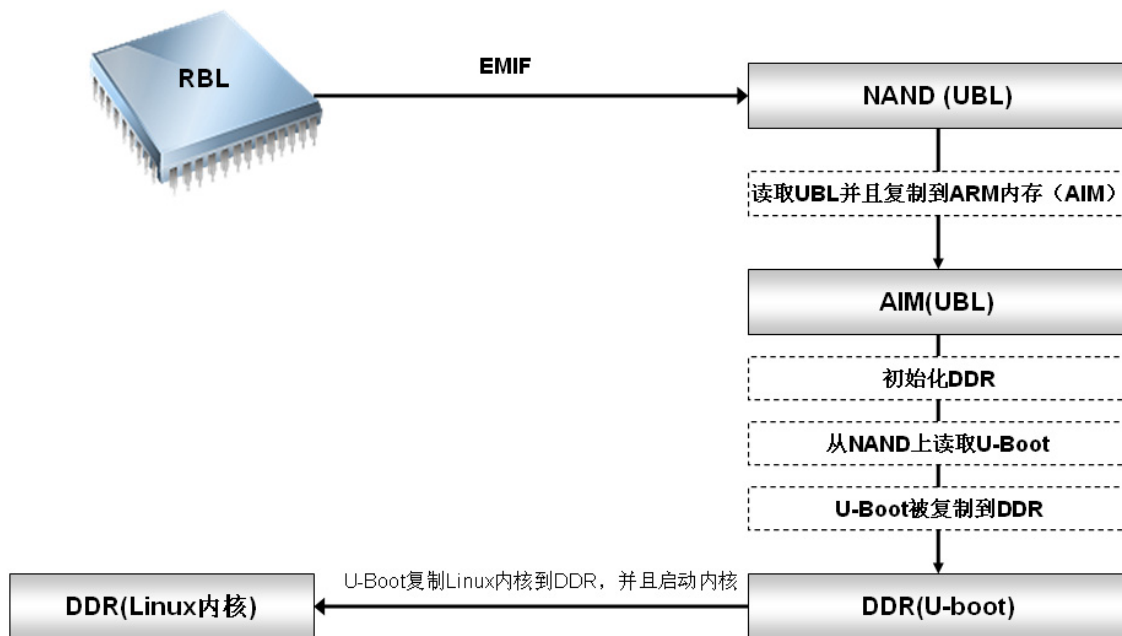 RBL
EMIF
NAND (UBL)
读取UBL并且复制到ARM内存（AIM）
AIM(UBL)
初始化DDR
从NAND上读取U-Boot
U-Boot被复制到DDR
U-Boot复制Linux内核到DDR，并且启动内核
DDR(Linux内核)
DDR(U-boot)